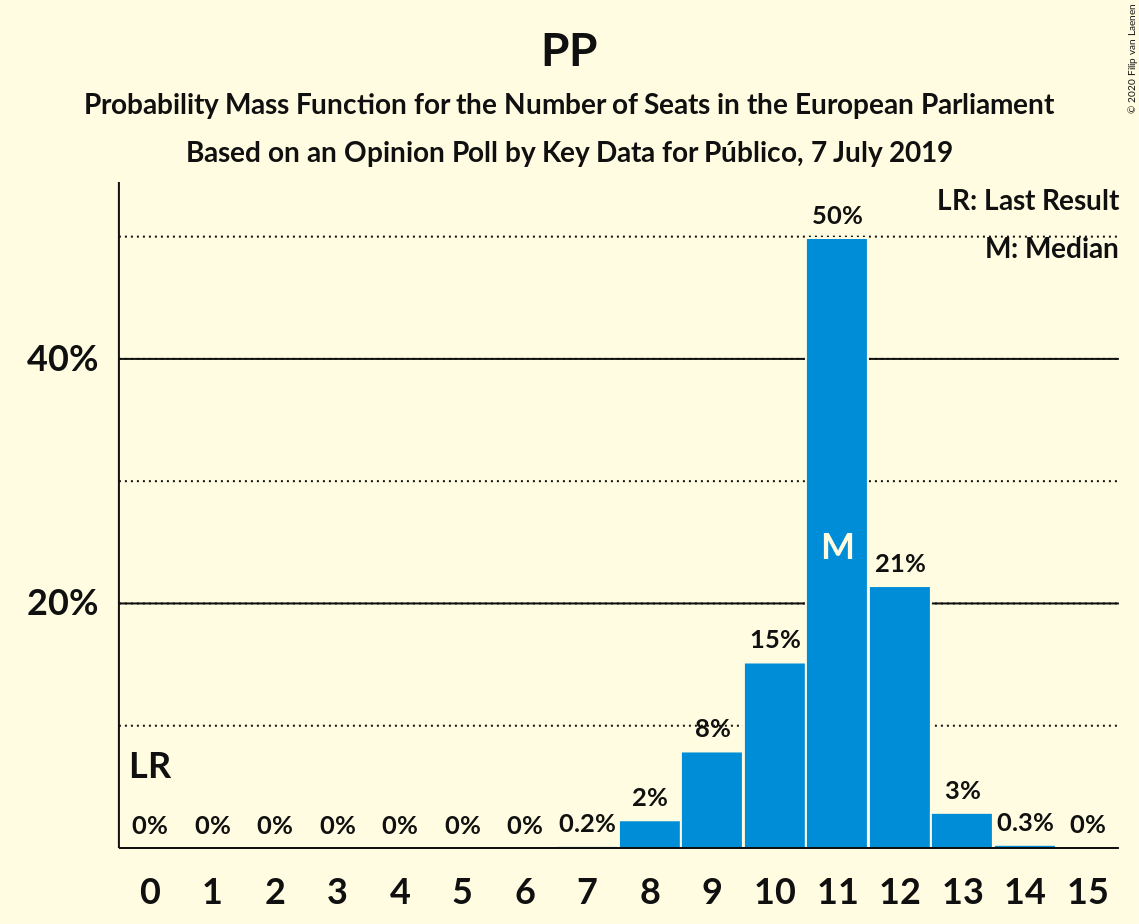 PP
Probability Mass Function for the Number of Seats in the European Parliament
Based on an Opinion Poll by Key Data for Público, 7 July 2019
© 2020 Filip van Laenen
LR: Last Result
M: Median
40%
20%
LR
M
0%
0%
0%
0%
0%
0%
0%
0.2%
2%
8%
15%
50%
21%
3%
0.3%
0%
0 1 2 3 4 5 6 7 8 9 10 11 12 13 14 15